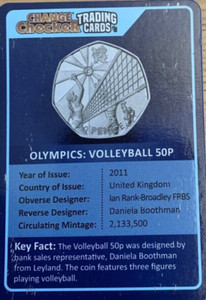 CHANGE CHECKER TRADING CARDS
50 PENCE
OLYMPICS: VOLLEYBALL 50P
Year of Issue: 2011
Country of Issue: United Kingdom
Obverse Designer: Ian Rank-Broadley FRBS
Reverse Designer: Daniela Boothman
Circulating Mintage: 2,133,500
Key Fact: The Volleyball 50p was designed by
bank sales representative, Daniela Boothman
from Leyland. The coin features three figures
playing volleyball.